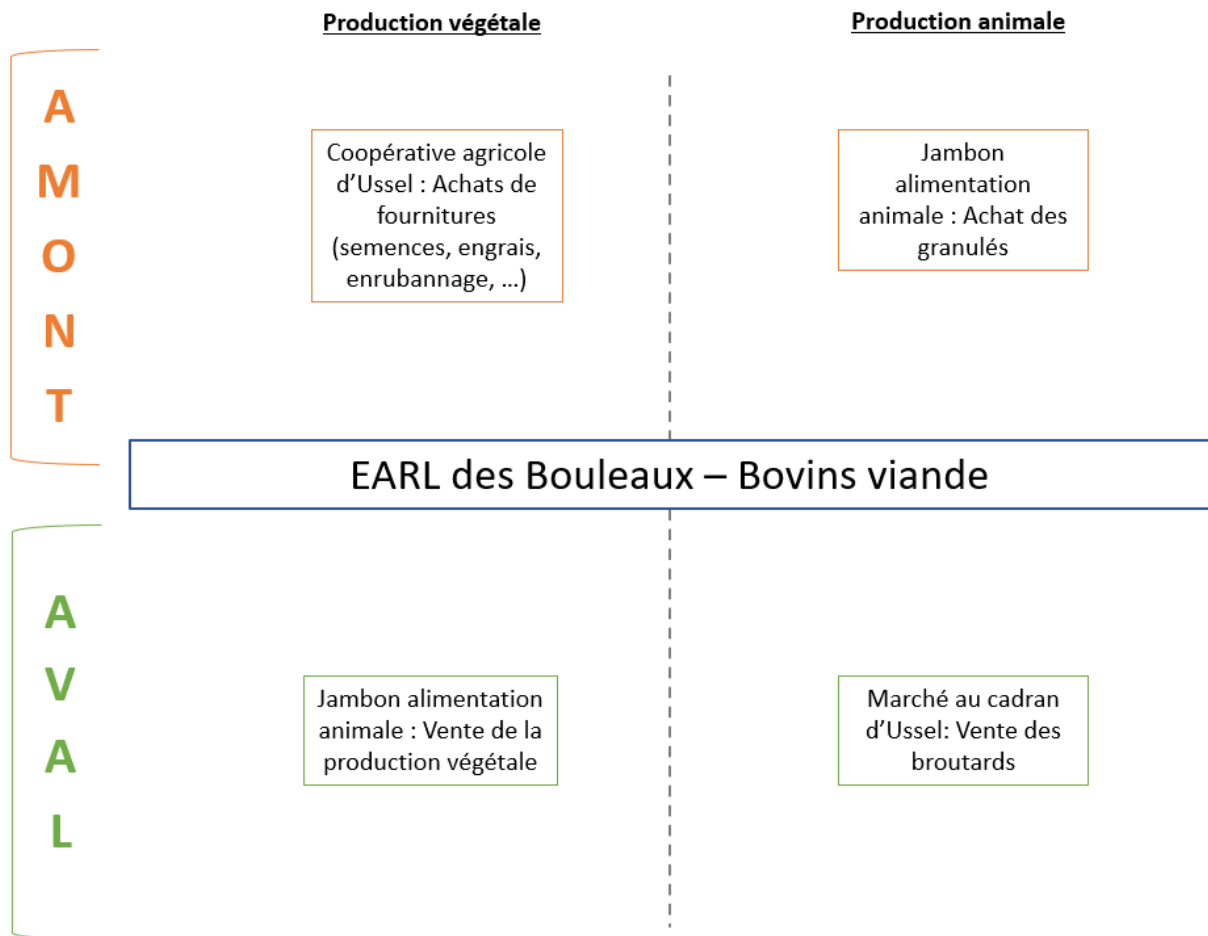 Production végétale
Production animale
A
M
O
N
T
Coopérative agricole
d’Ussel : Achats de
fournitures
(semences, engrais,
enrubannage, …)
Jambon
alimentation
animale : Achat des
granulés
EARL des Bouleaux – Bovins viande
A
V
A
L
Jambon alimentation
animale : Vente de la
production végétale
Marché au cadran
d’Ussel: Vente des
broutards